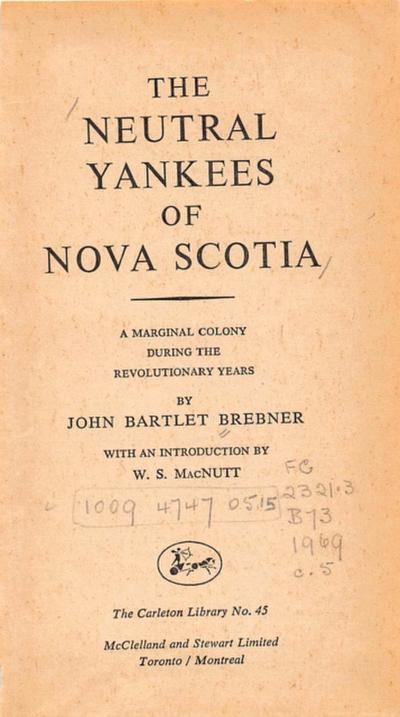 THE
NEUTRAL
YANKEES
OF
NOVA SCOTIA
A MARGINAL COLONY
DURING THE
REVOLUTIONARY YEARS
BY
JOHN BARTLET BREBNER
WITH AN INTRODUCTION BY
W. S. MACNUTT
FC
2321.3
B73
1969
c.5
1009 4747 0515
The Carleton Library No. 45
McClelland and Stewart Limited
Toronto / Montreal